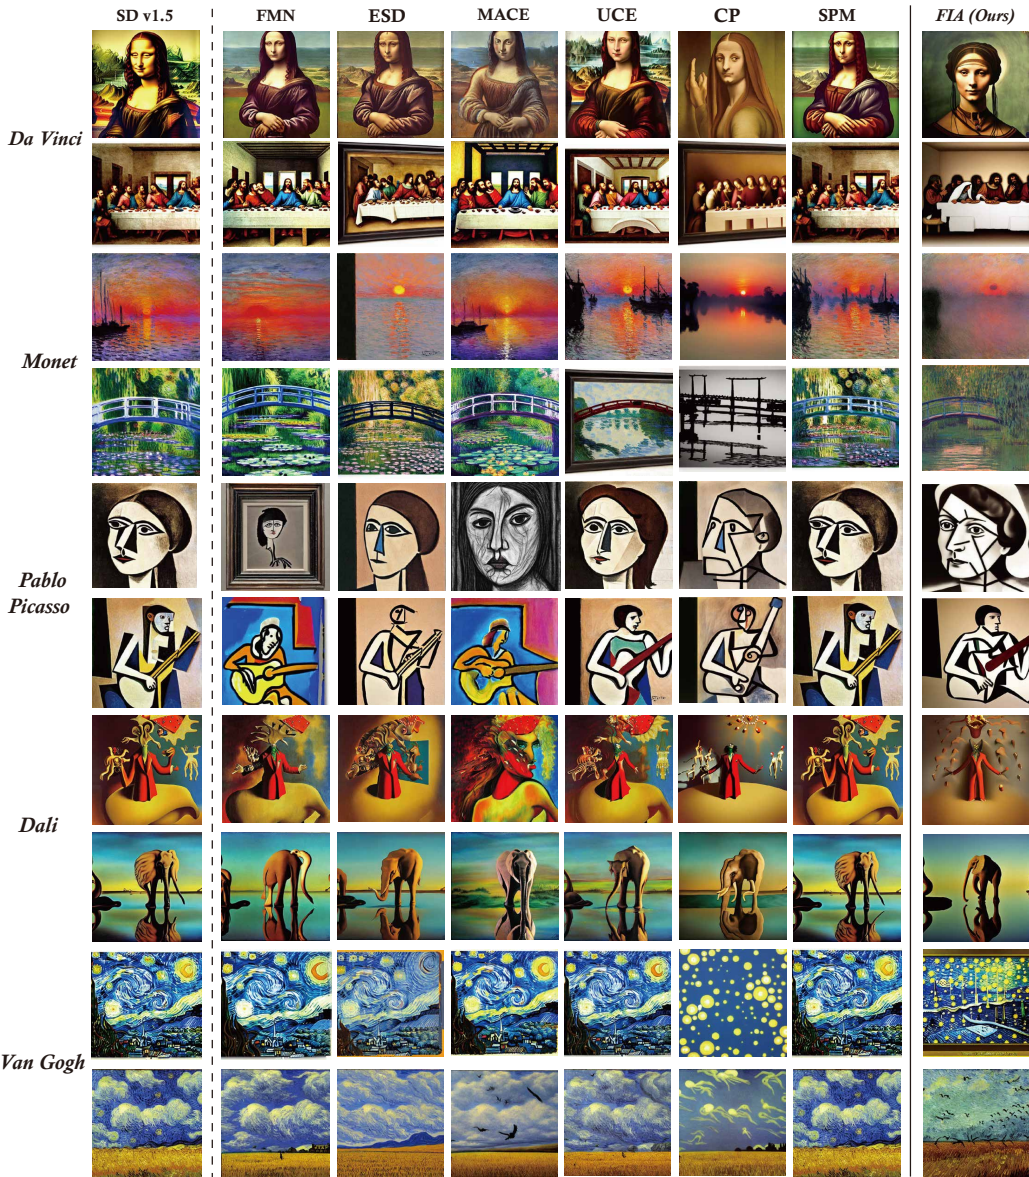 SD v1.5 FMN ESD MACE UCE CP SPM FIA (Ours)
Da Vinci
Monet
Pablo
Picasso
Dali
Van Gogh